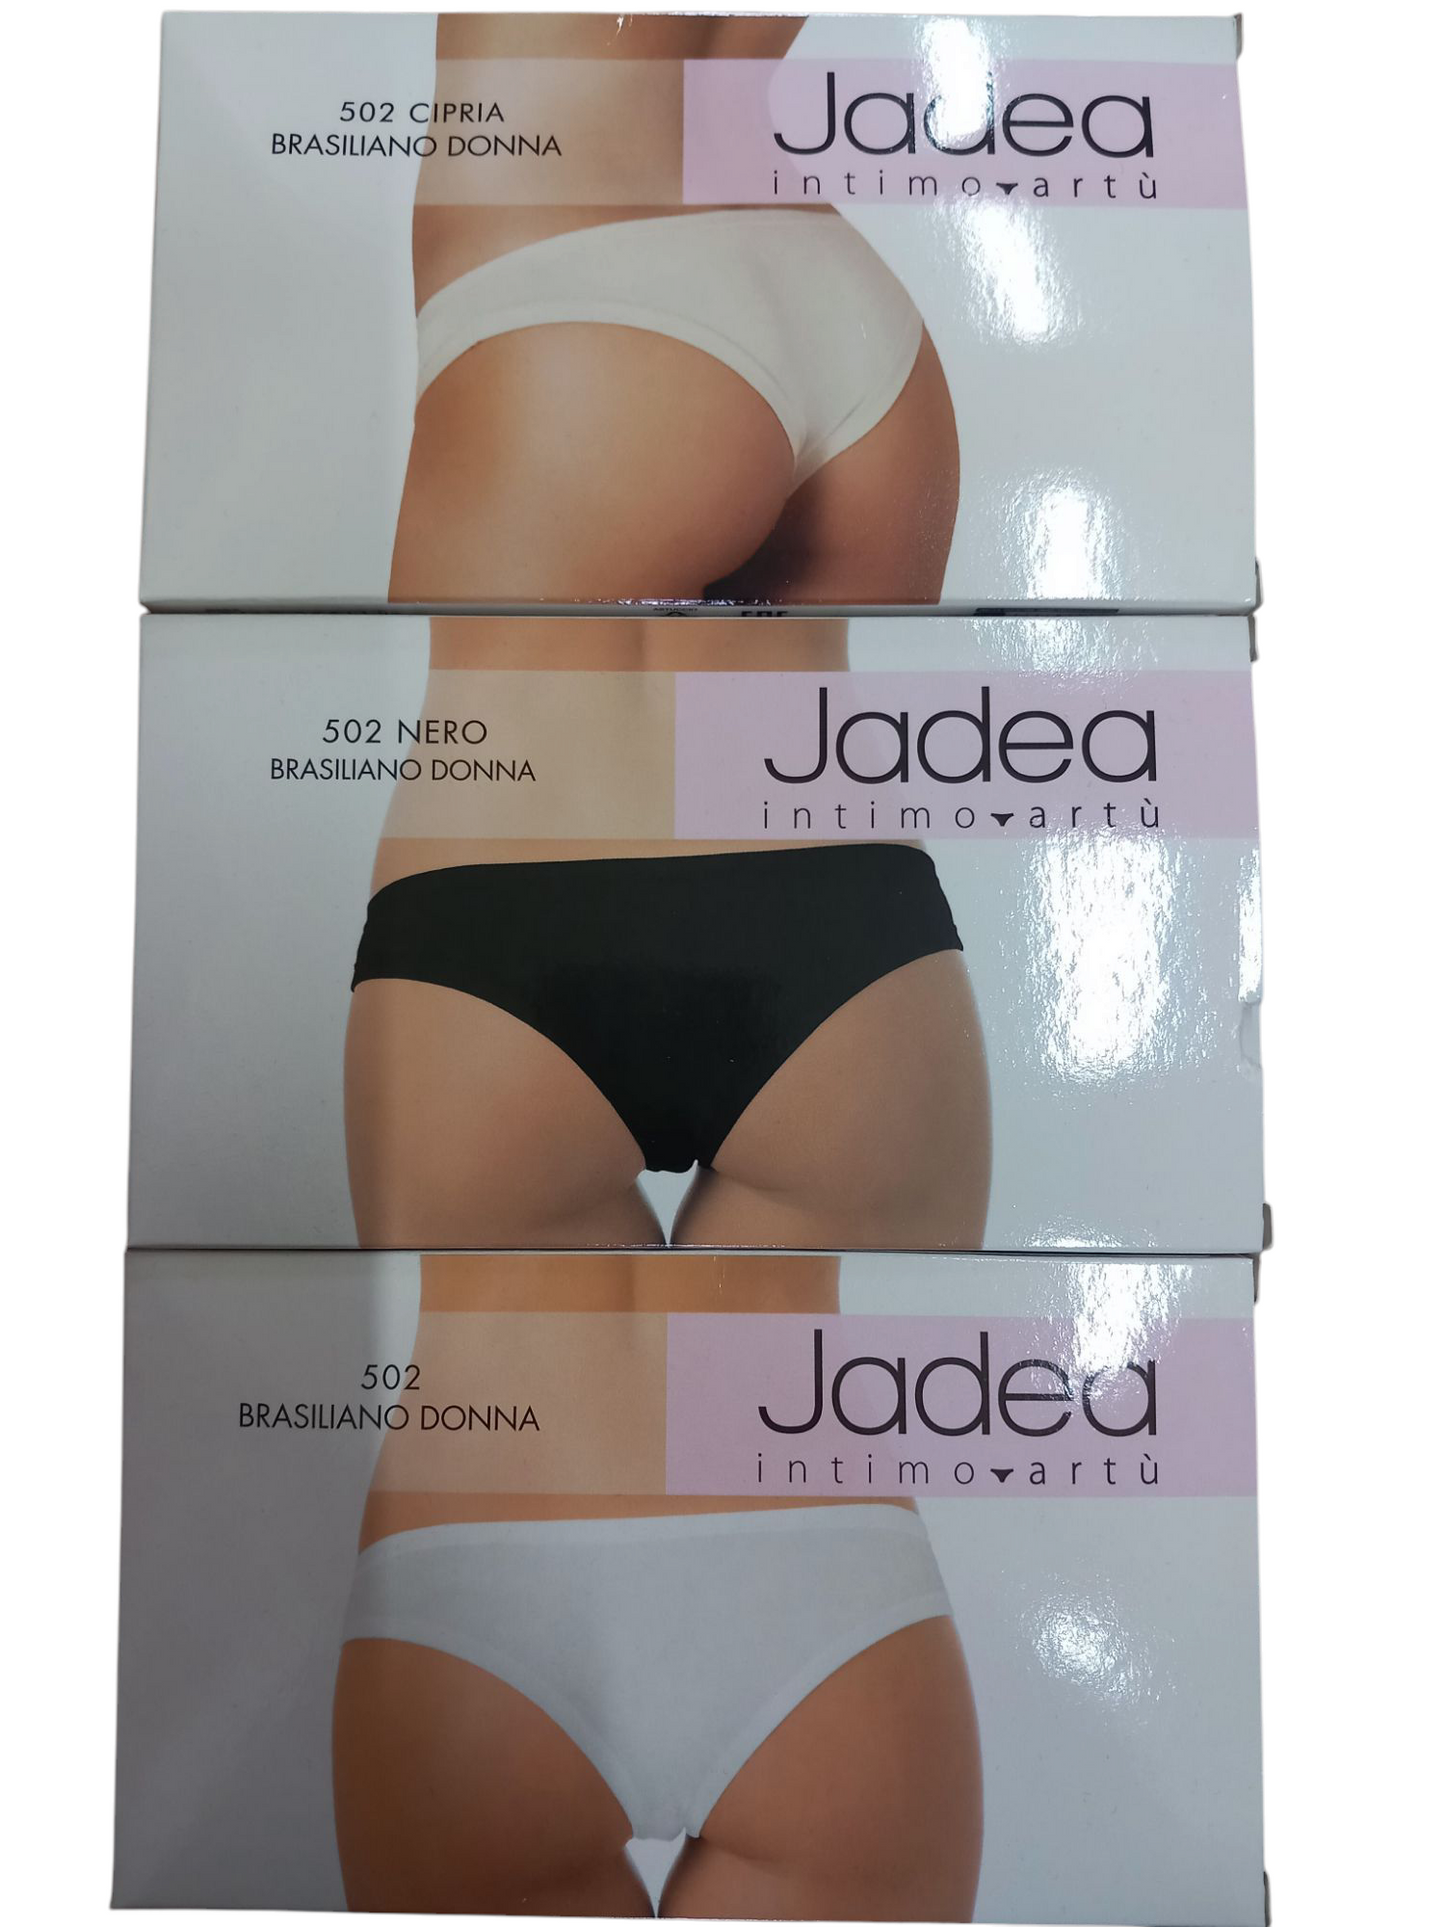 502 CIPRIA
BRASILIANO DONNA
Jadea
intimo artù
502 NERO
BRASILIANO DONNA
Jadea
intimo artù
502
BRASILIANO DONNA
Jadea
intimo artù